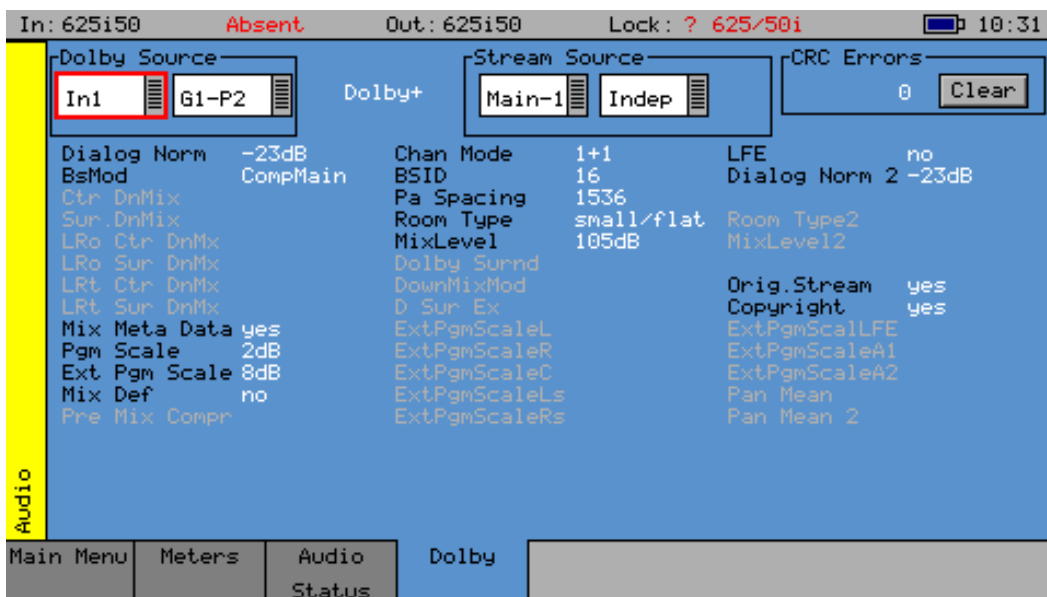 In: 625i50 Absent Out: 625i50 Lock: ? 625/50i 10:31
Dolby Source Stream Source CRC Errors
In1 G1-P2 Dolby+ Main-1 Indep 0 Clear
Dialog Norm -23dB Chan Mode 1+1 LFE no
BsMod CompMain BSID 16 Dialog Norm 2 -23dB
Ctr DnMix Pa Spacing 1536
Sur.DnMix Room Type small/flat Room Type2
LRo Ctr DnMx MixLevel 105dB MixLevel2
LRo Sur DnMx Dolby Surnd
LRt Ctr DnMx DownMixMod Orig.Stream yes
LRt Sur DnMx D Sur Ex Copyright yes
Mix Meta Data yes ExtPgmScaleL ExtPgmScalLFE
Pgm Scale 2dB ExtPgmScaleR ExtPgmScaleA1
Ext Pgm Scale 8dB ExtPgmScaleC ExtPgmScaleA2
Mix Def no ExtPgmScaleLs Pan Mean
Pre Mix Compr ExtPgmScaleRs Pan Mean 2
Audio
Main Menu Meters Audio Dolby
Status